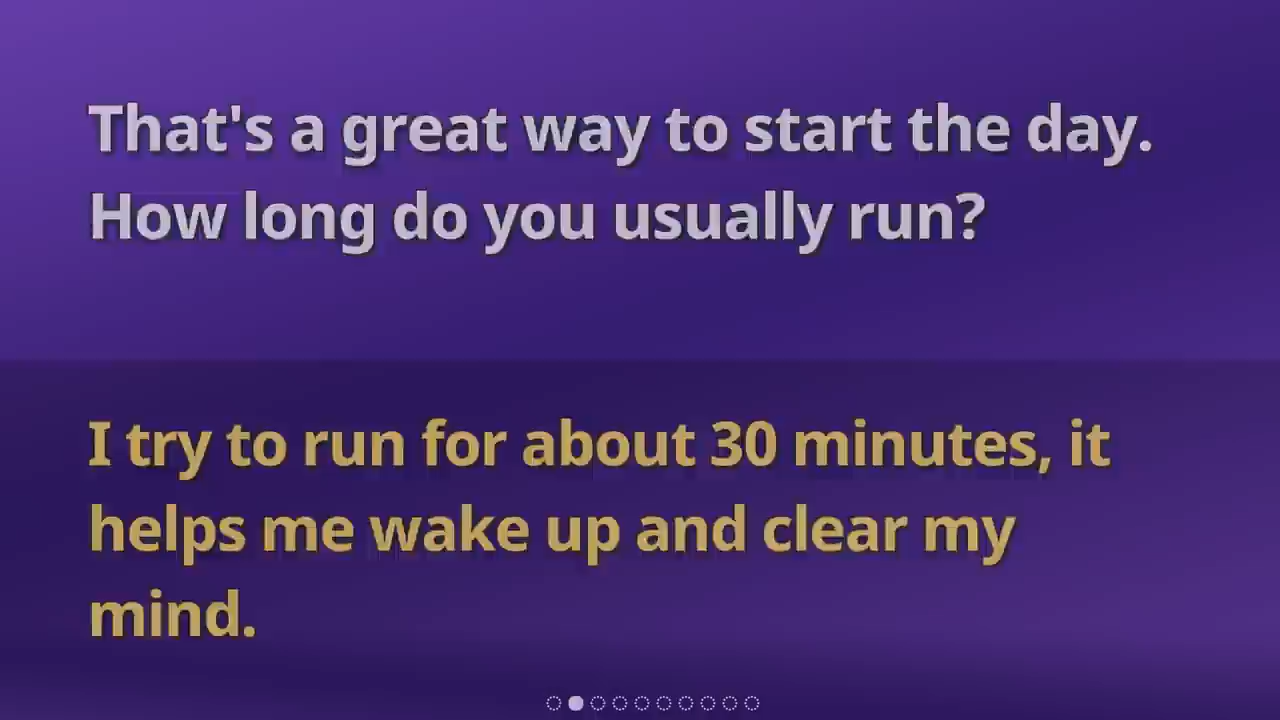 That's a great way to start the day.
How long do you usually run?
I try to run for about 30 minutes, it
helps me wake up and clear my
mind.